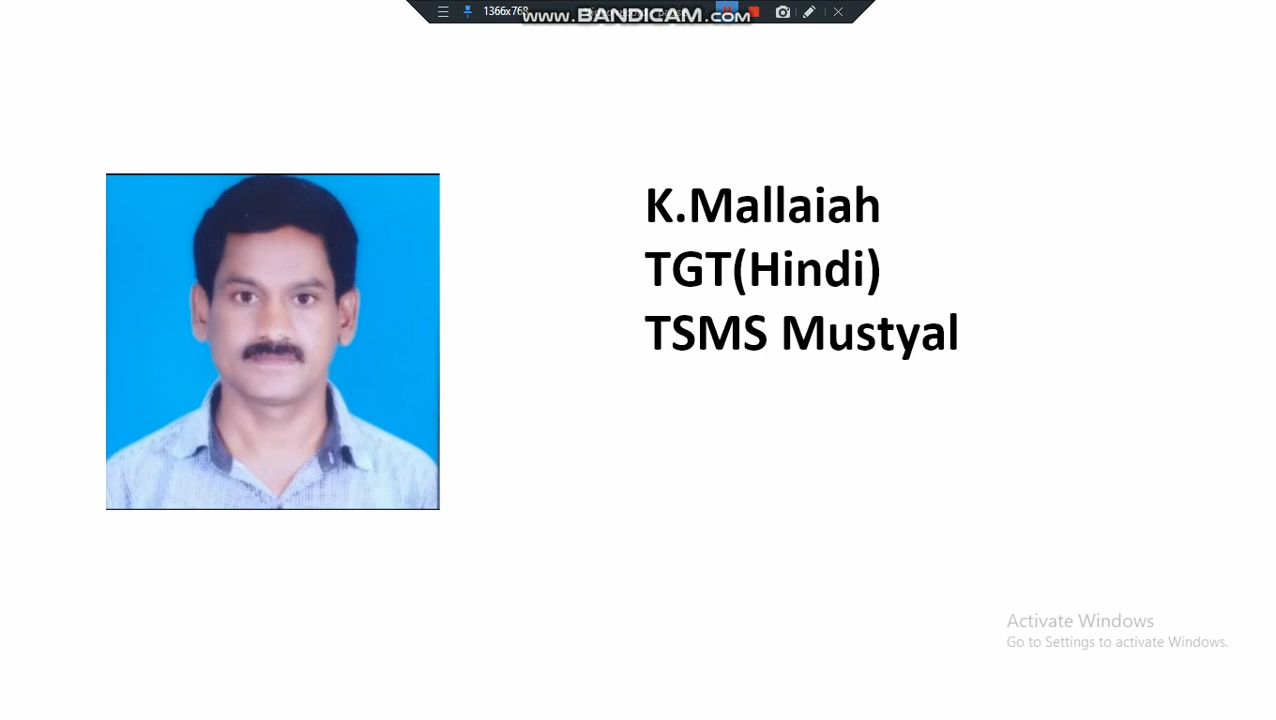 1366x768
www.BANDICAM.com
K.Mallaiah
TGT(Hindi)
TSMS Mustyal
Activate Windows
Go to Settings to activate Windows.